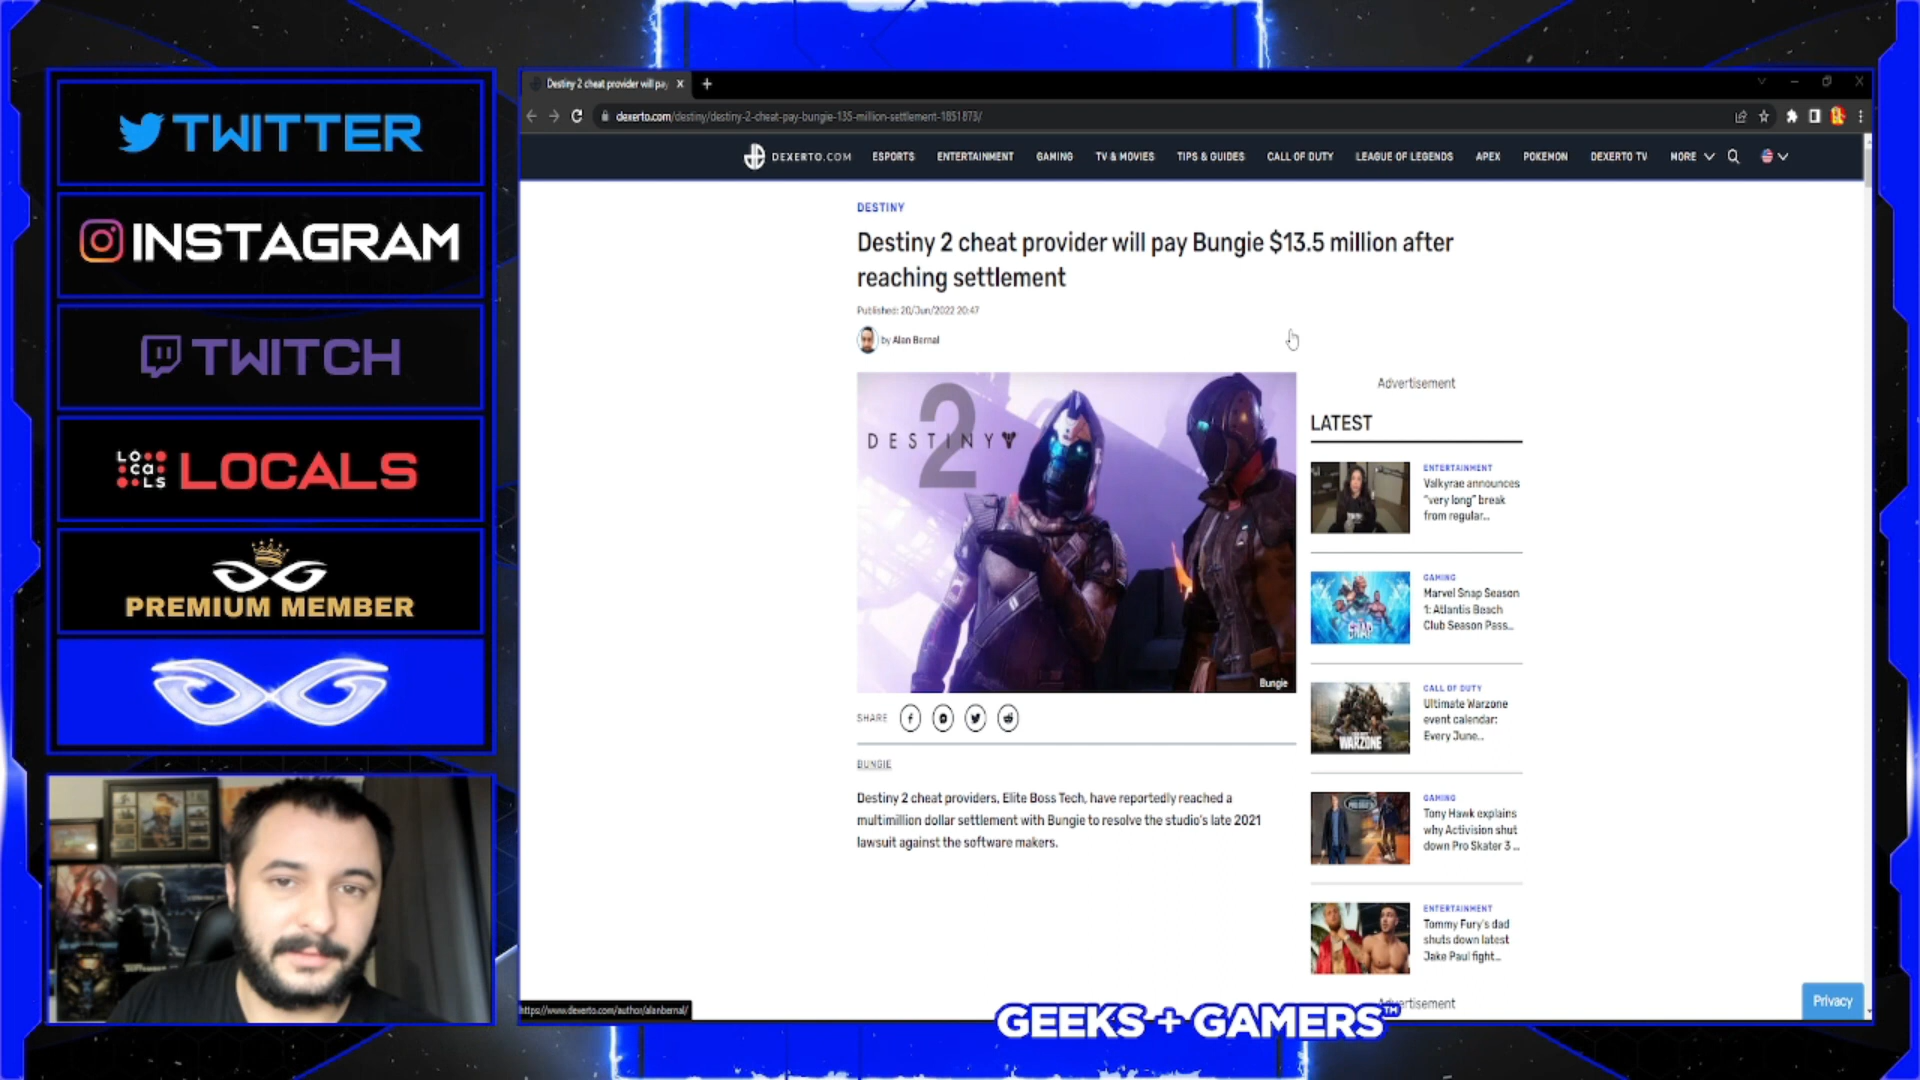 TWITTER
INSTAGRAM
TWITCH
LOCALS
LOCALS
PREMIUM MEMBER
Destiny 2 cheat provider will pay
dexerto.com/destiny/destiny-2-cheat-pay-bungie-135-million-settlement-1851873/
DEXERTO.COM ESPORTS ENTERTAINMENT GAMING TV & MOVIES TIPS & GUIDES CALL OF DUTY LEAGUE OF LEGENDS APEX POKEMON DEXERTO TV MORE
DESTINY
Destiny 2 cheat provider will pay Bungie $13.5 million after
reaching settlement
Published: 20/Jun/2022 20:47
by Alan Bernal
DESTINY
2
Bungie
SHARE
BUNGIE
Destiny 2 cheat providers, Elite Boss Tech, have reportedly reached a
multimillion dollar settlement with Bungie to resolve the studio's late 2021
lawsuit against the software makers.
Advertisement
LATEST
ENTERTAINMENT
Valkyrae announces
"very long" break
from regular...
GAMING
Marvel Snap Season
1: Atlantis Beach
Club Season Pass...
SNAP
CALL OF DUTY
Ultimate Warzone
event calendar:
Every June...
WARZONE
GAMING
Tony Hawk explains
why Activision shut
down Pro Skater 3 ...
ENTERTAINMENT
Tommy Fury's dad
shuts down latest
Jake Paul fight...
Advertisement
Privacy
https://www.dexerto.com/author/alanbernal/
GEEKS + GAMERS™